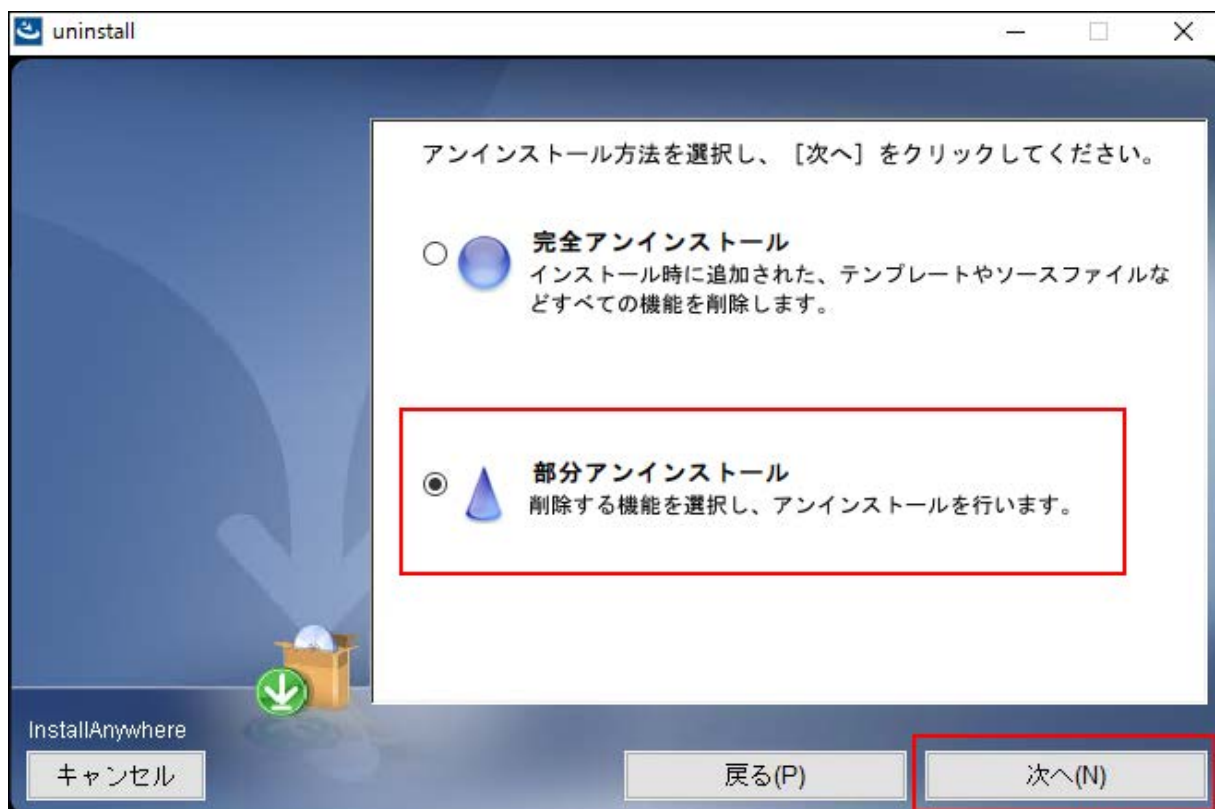 uninstall
アンインストール方法を選択し、［次へ］をクリックしてください。
完全アンインストール
インストール時に追加された、テンプレートやソースファイルな
どすべての機能を削除します。
部分アンインストール
削除する機能を選択し、アンインストールを行います。
InstallAnywhere
キャンセル
戻る(P)
次へ(N)